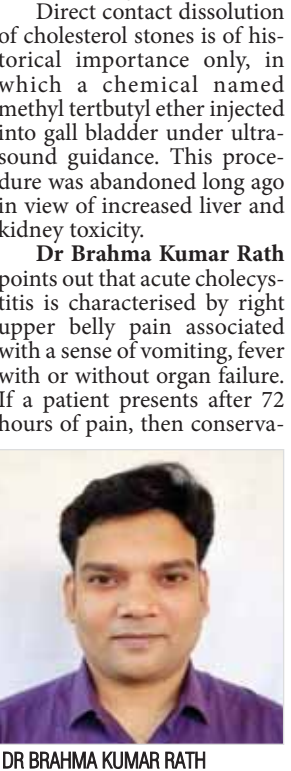 Direct contact dissolution
of cholesterol stones is of his-
torical importance only, in
which a chemical named
methyl tertbutyl ether injected
into gall bladder under ultra-
sound guidance. This proce-
dure was abandoned long ago
in view of increased liver and
kidney toxicity.
Dr Brahma Kumar Rath
points out that acute cholecys-
titis is characterised by right
upper belly pain associated
with a sense of vomiting, fever
with or without organ failure.
If a patient presents after 72
hours of pain, then conserva-
DR BRAHMA KUMAR RATH